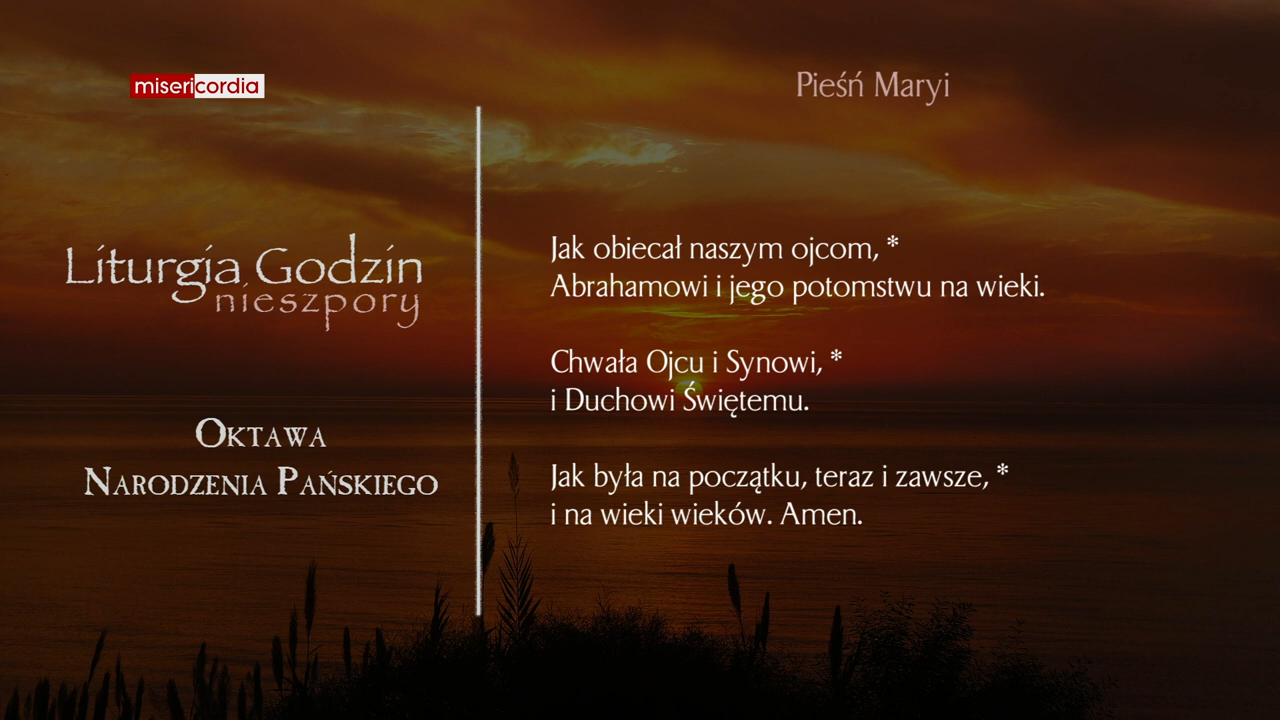 misericordia
Pieśń Maryi
Liturgia Godzin
nieszpory
Oktawa
Narodzenia Pańskiego
Jak obiecał naszym ojcom, *
Abrahamowi i jego potomstwu na wieki.
Chwała Ojcu i Synowi, *
i Duchowi Świętemu.
Jak była na początku, teraz i zawsze, *
i na wieki wieków. Amen.